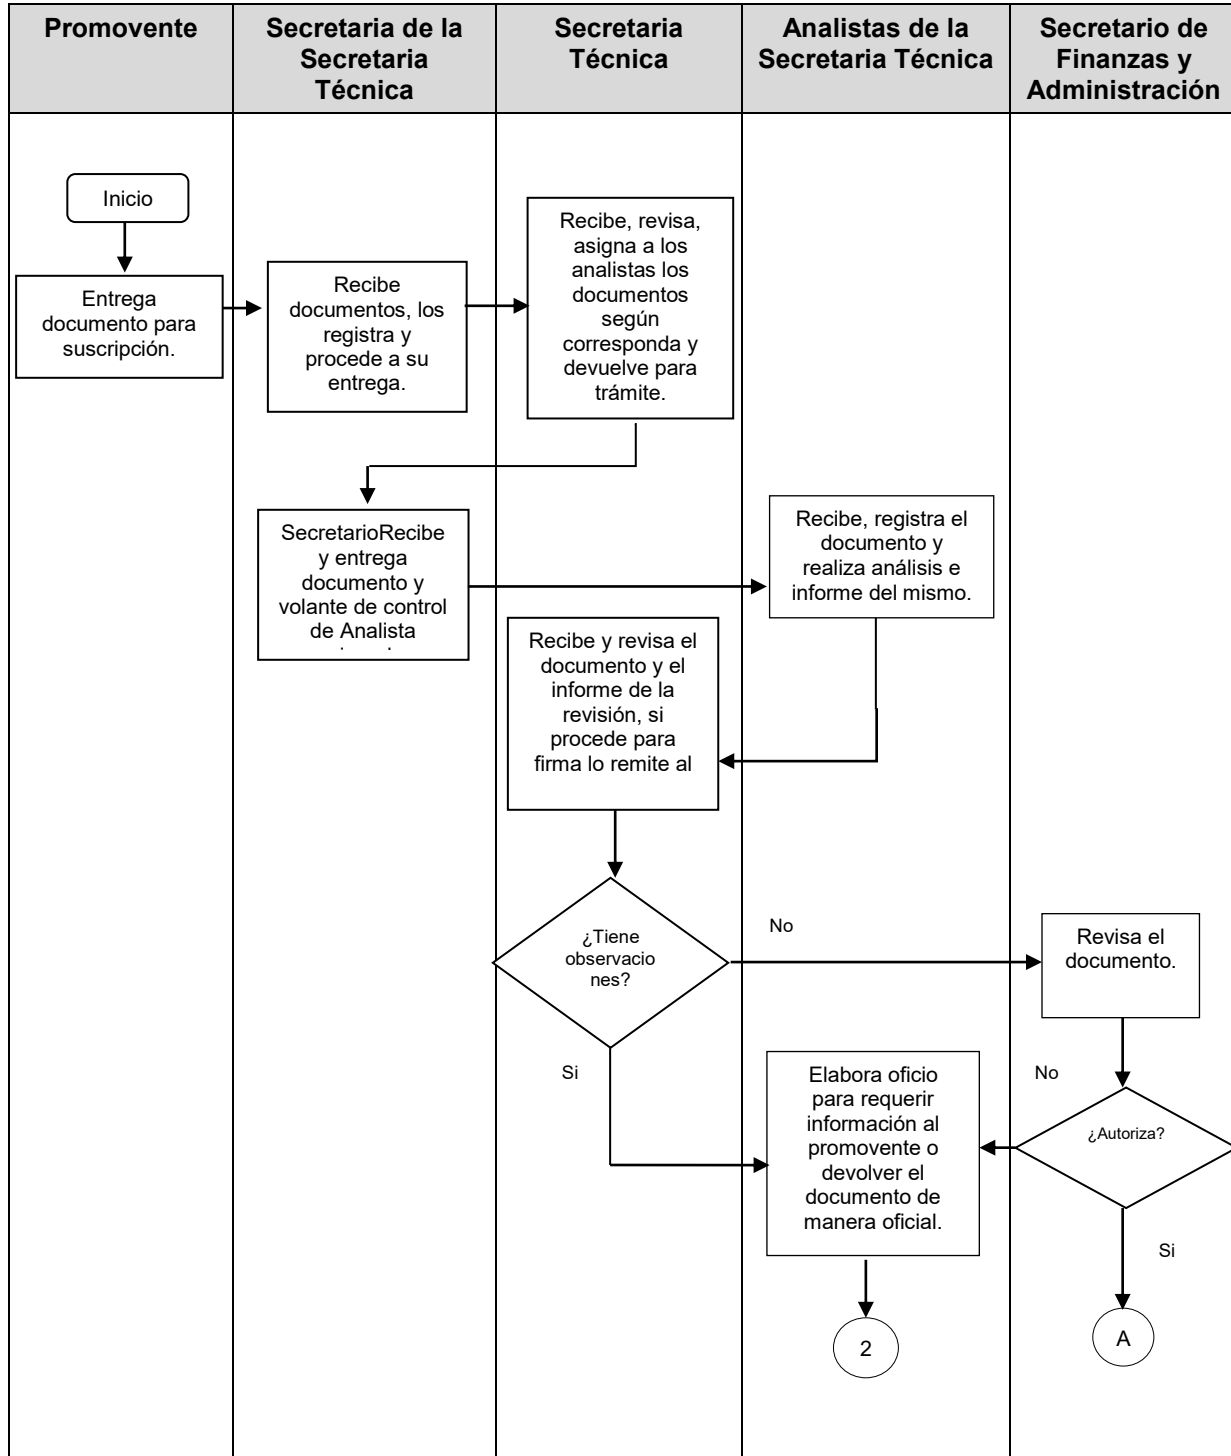 Promovente
Secretaria de la
Secretaria
Técnica
Secretaria
Técnica
Analistas de la
Secretaria Técnica
Secretario de
Finanzas y
Administración
Inicio
Entrega
documento para
suscripción.
Recibe
documentos, los
registra y
procede a su
entrega.
Recibe, revisa,
asigna a los
analistas los
documentos
según
corresponda y
devuelve para
trámite.
SecretarioRecibe
y entrega
documento y
volante de control
de Analista
Recibe, registra el
documento y
realiza análisis e
informe del mismo.
Recibe y revisa el
documento y el
informe de la
revisión, si
procede para
firma lo remite al
¿Tiene
observacio
nes?
No
Revisa el
documento.
Si
Elabora oficio
para requerir
información al
promovente o
devolver el
documento de
manera oficial.
No
¿Autoriza?
Si
2
A